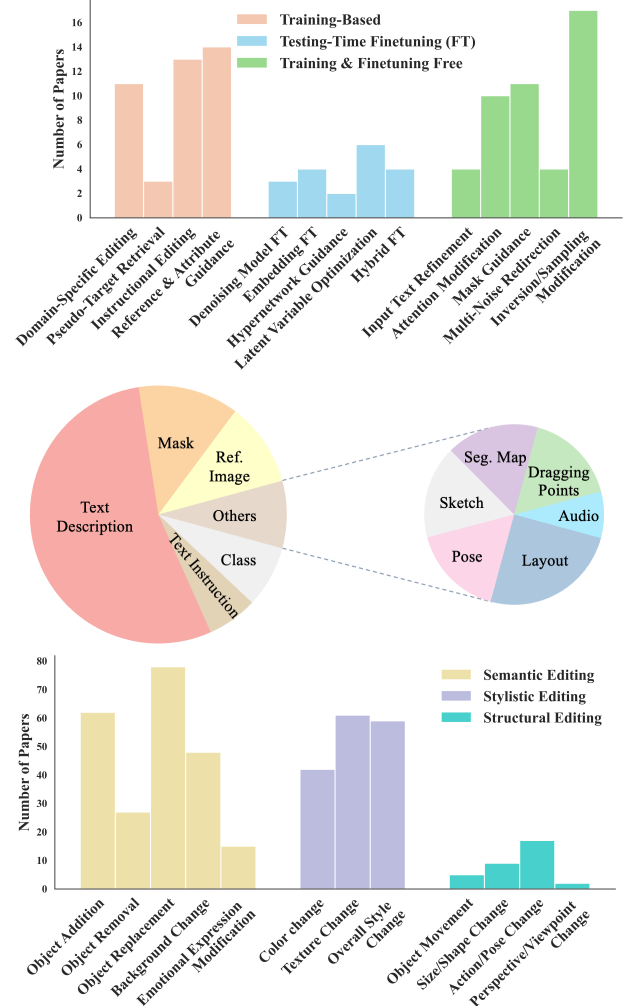 16
14
12
10
8
6
4
2
0
Number of Papers
Training-Based
Testing-Time Finetuning (FT)
Training & Finetuning Free
Domain-Specific Editing
Pseudo-Target Retrieval
Instructional Editing
Reference & Attribute
Guidance
Denoising Model FT
Embedding FT
Hypernetwork Guidance
Latent Variable Optimization
Hybrid FT
Input Text Refinement
Attention Modification
Mask Guidance
Multi-Noise Redirection
Inversion/Sampling
Modification
Mask
Ref.
Image
Text
Description
Others
Class
Text Instruction
Seg. Map
Dragging
Points
Sketch
Audio
Pose
Layout
80
70
60
50
40
30
20
10
0
Number of Papers
Semantic Editing
Stylistic Editing
Structural Editing
Object Addition
Object Removal
Object Replacement
Background Change
Emotional Expression
Modification
Color change
Texture Change
Overall Style
Change
Object Movement
Size/Shape Change
Action/Pose Change
Perspective/Viewpoint
Change